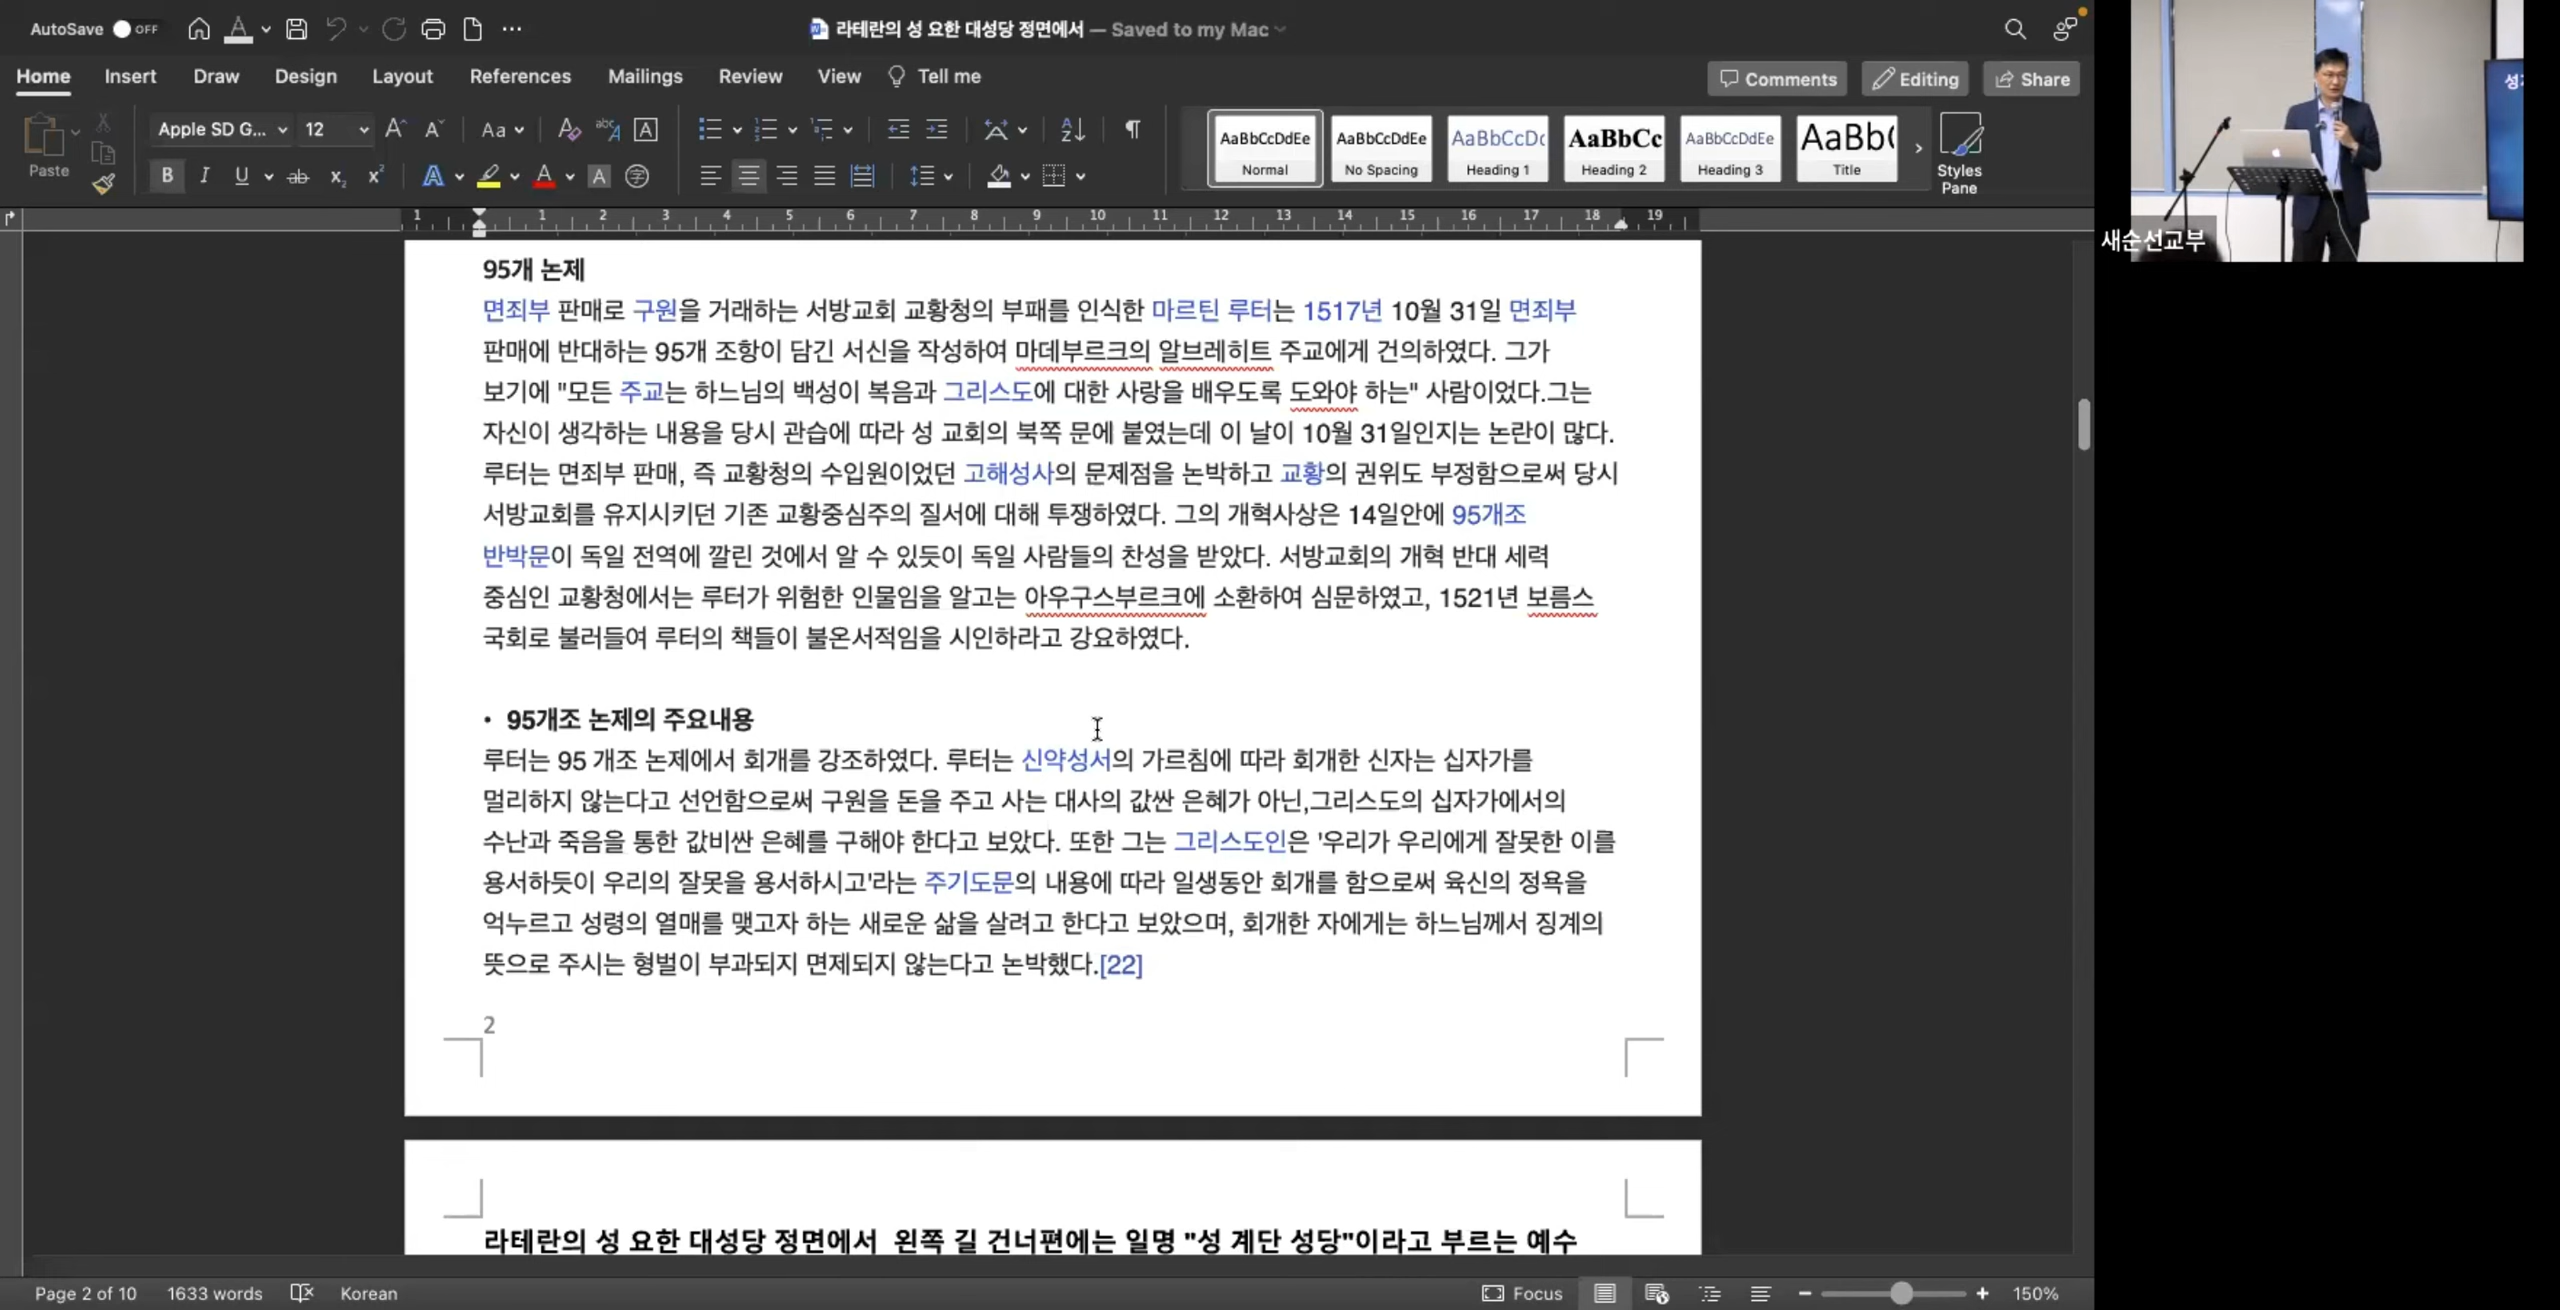 AutoSave OFF
라테란의 성 요한 대성당 정면에서 — Saved to my Mac
Home Insert Draw Design Layout References Mailings Review View Tell me
Comments Editing Share
Paste
Apple SD G... 12
AaBbCcDdEe AaBbCcDdEe AaBbCcDc AaBbCc AaBbCcDdEe AaBb(
Normal No Spacing Heading 1 Heading 2 Heading 3 Title
Styles
Pane
1 1 2 3 4 5 6 7 8 9 10 11 12 13 14 15 16 17 18 19
95개 논제
면죄부 판매로 구원을 거래하는 서방교회 교황청의 부패를 인식한 마르틴 루터는 1517년 10월 31일 면죄부
판매에 반대하는 95개 조항이 담긴 서신을 작성하여 마데부르크의 알브레히트 주교에게 건의하였다. 그가
보기에 "모든 주교는 하느님의 백성이 복음과 그리스도에 대한 사랑을 배우도록 도와야 하는" 사람이었다.그는
자신이 생각하는 내용을 당시 관습에 따라 성 교회의 북쪽 문에 붙였는데 이 날이 10월 31일인지는 논란이 많다.
루터는 면죄부 판매, 즉 교황청의 수입원이었던 고해성사의 문제점을 논박하고 교황의 권위도 부정함으로써 당시
서방교회를 유지시키던 기존 교황중심주의 질서에 대해 투쟁하였다. 그의 개혁사상은 14일안에 95개조
반박문이 독일 전역에 깔린 것에서 알 수 있듯이 독일 사람들의 찬성을 받았다. 서방교회의 개혁 반대 세력
중심인 교황청에서는 루터가 위험한 인물임을 알고는 아우구스부르크에 소환하여 심문하였고, 1521년 보름스
국회로 불러들여 루터의 책들이 불온서적임을 시인하라고 강요하였다.
• 95개조 논제의 주요내용
루터는 95 개조 논제에서 회개를 강조하였다. 루터는 신약성서의 가르침에 따라 회개한 신자는 십자가를
멀리하지 않는다고 선언함으로써 구원을 돈을 주고 사는 대사의 값싼 은혜가 아닌,그리스도의 십자가에서의
수난과 죽음을 통한 값비싼 은혜를 구해야 한다고 보았다. 또한 그는 그리스도인은 '우리가 우리에게 잘못한 이를
용서하듯이 우리의 잘못을 용서하시고'라는 주기도문의 내용에 따라 일생동안 회개를 함으로써 육신의 정욕을
억누르고 성령의 열매를 맺고자 하는 새로운 삶을 살려고 한다고 보았으며, 회개한 자에게는 하느님께서 징계의
뜻으로 주시는 형벌이 부과되지 면제되지 않는다고 논박했다.[22]
2
라테란의 성 요한 대성당 정면에서 왼쪽 길 건너편에는 일명 "성 계단 성당"이라고 부르는 예수
Page 2 of 10 1633 words Korean Focus 150%
새순선교부